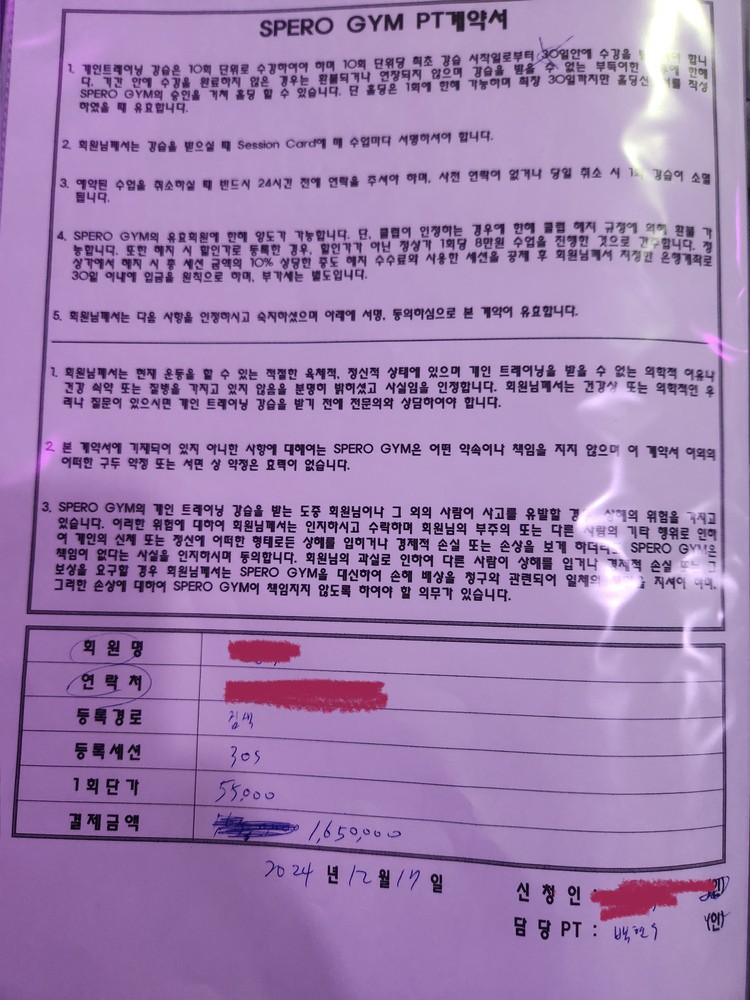 SPERO GYM PT계약서
1. 개인트레이닝 강습은 10회 단위로 수강하여야 하며 10회 단위당 최초 강습 시작일로부터 30일안에 수강을 합니
다. 기간 안에 수강을 완료하지 않은 경우는 환불되거나 연장되지 않으며 강습을 받을 수 없는 부득이한 에 한해
SPERO GYM의 승인을 거쳐 홀딩 할 수 있습니다. 단 홀딩은 1회에 한해 가능하며 최장 30일까지만 홀딩신 를 작성
하였을 때 유효합니다.
2. 회원님께서는 강습을 받으실 때 Session Card에 매 수업마다 서명하셔야 합니다.
3. 예약된 수업을 취소하실 때 반드시 24시간 전에 연락을 주셔야 하며, 사전 연락이 없거나 당일 취소 시 강습이 소멸
됩니다.
4. SPERO GYM의 유효회원에 한해 양도가 가능합니다. 단, 클럽이 인정하는 경우에 한해 클럽 해지 규정에 의해 환불 가
능합니다. 또한 해지 시 할인가로 등록한 경우, 할인가가 아닌 정상가 1회당 8만원 수업을 진행한 것으로 간주합니다. 정
상가에서 해지 시 총 세션 금액의 10% 상당한 중도 해지 수수료와 사용한 세션을 공제 후 회원님께서 지정한 은행계좌로
30일 이내에 입금을 원칙으로 하며, 부가세는 별도입니다.
5. 회원님께서는 다음 사항을 인정하시고 숙지하셨으며 아래에 서명, 동의하심으로 본 계약이 유효합니다.
1. 회원님께서는 현재 운동을 할 수 있는 적절한 육체적, 정신적 상태에 있으며 개인 트레이닝을 받을 수 없는 의학적 이유나
건강 쇠약 또는 질병을 가지고 있지 않음을 분명히 밝히셨고 사실임을 인정합니다. 회원님께서는 건강상 또는 의학적인 우
려나 질문이 있으시면 개인 트레이닝 강습을 받기 전에 전문의와 상담하여야 합니다.
2. 본 계약서에 기재되어 있지 아니한 사항에 대해여는 SPERO GYM은 어떤 약속이나 책임을 지지 않으며 이 계약서 이외의
어떠한 구두 약정 또는 서면 상 약정은 효력이 없습니다.
3. SPERO GYM의 개인 트레이닝 강습을 받는 도중 회원님이나 그 외의 사람이 사고를 유발할 상해의 위험을 가지고
있습니다. 이러한 위험에 대하여 회원님께서는 인지하시고 수락하며 회원님의 부주의 또는 다른 사람의 기타 행위로 인하
여 개인의 신체 또는 정신에 어떠한 형태로든 상해를 입히거나 경제적 손실 또는 손상을 보게 하더라도 SPERO GYM은
책임이 없다는 사실을 인지하시며 동의합니다. 회원님의 과실로 인하여 다른 사람이 상해를 입거나 경제적 손실 그
보상을 요구할 경우 회원님께서는 SPERO GYM을 대신하여 손해 배상을 청구와 관련되어 일체의 을 지셔야 하며,
그러한 손상에 대하여 SPERO GYM이 책임지지 않도록 하여야 할 의무가 있습니다.
회원명
연락처
등록경로 검색
등록세션 30S
1회단가 55,000
결제금액 1,650,000
2024 년 12 월 17 일
신청인 : (인)
담당PT : 백현수 (인)